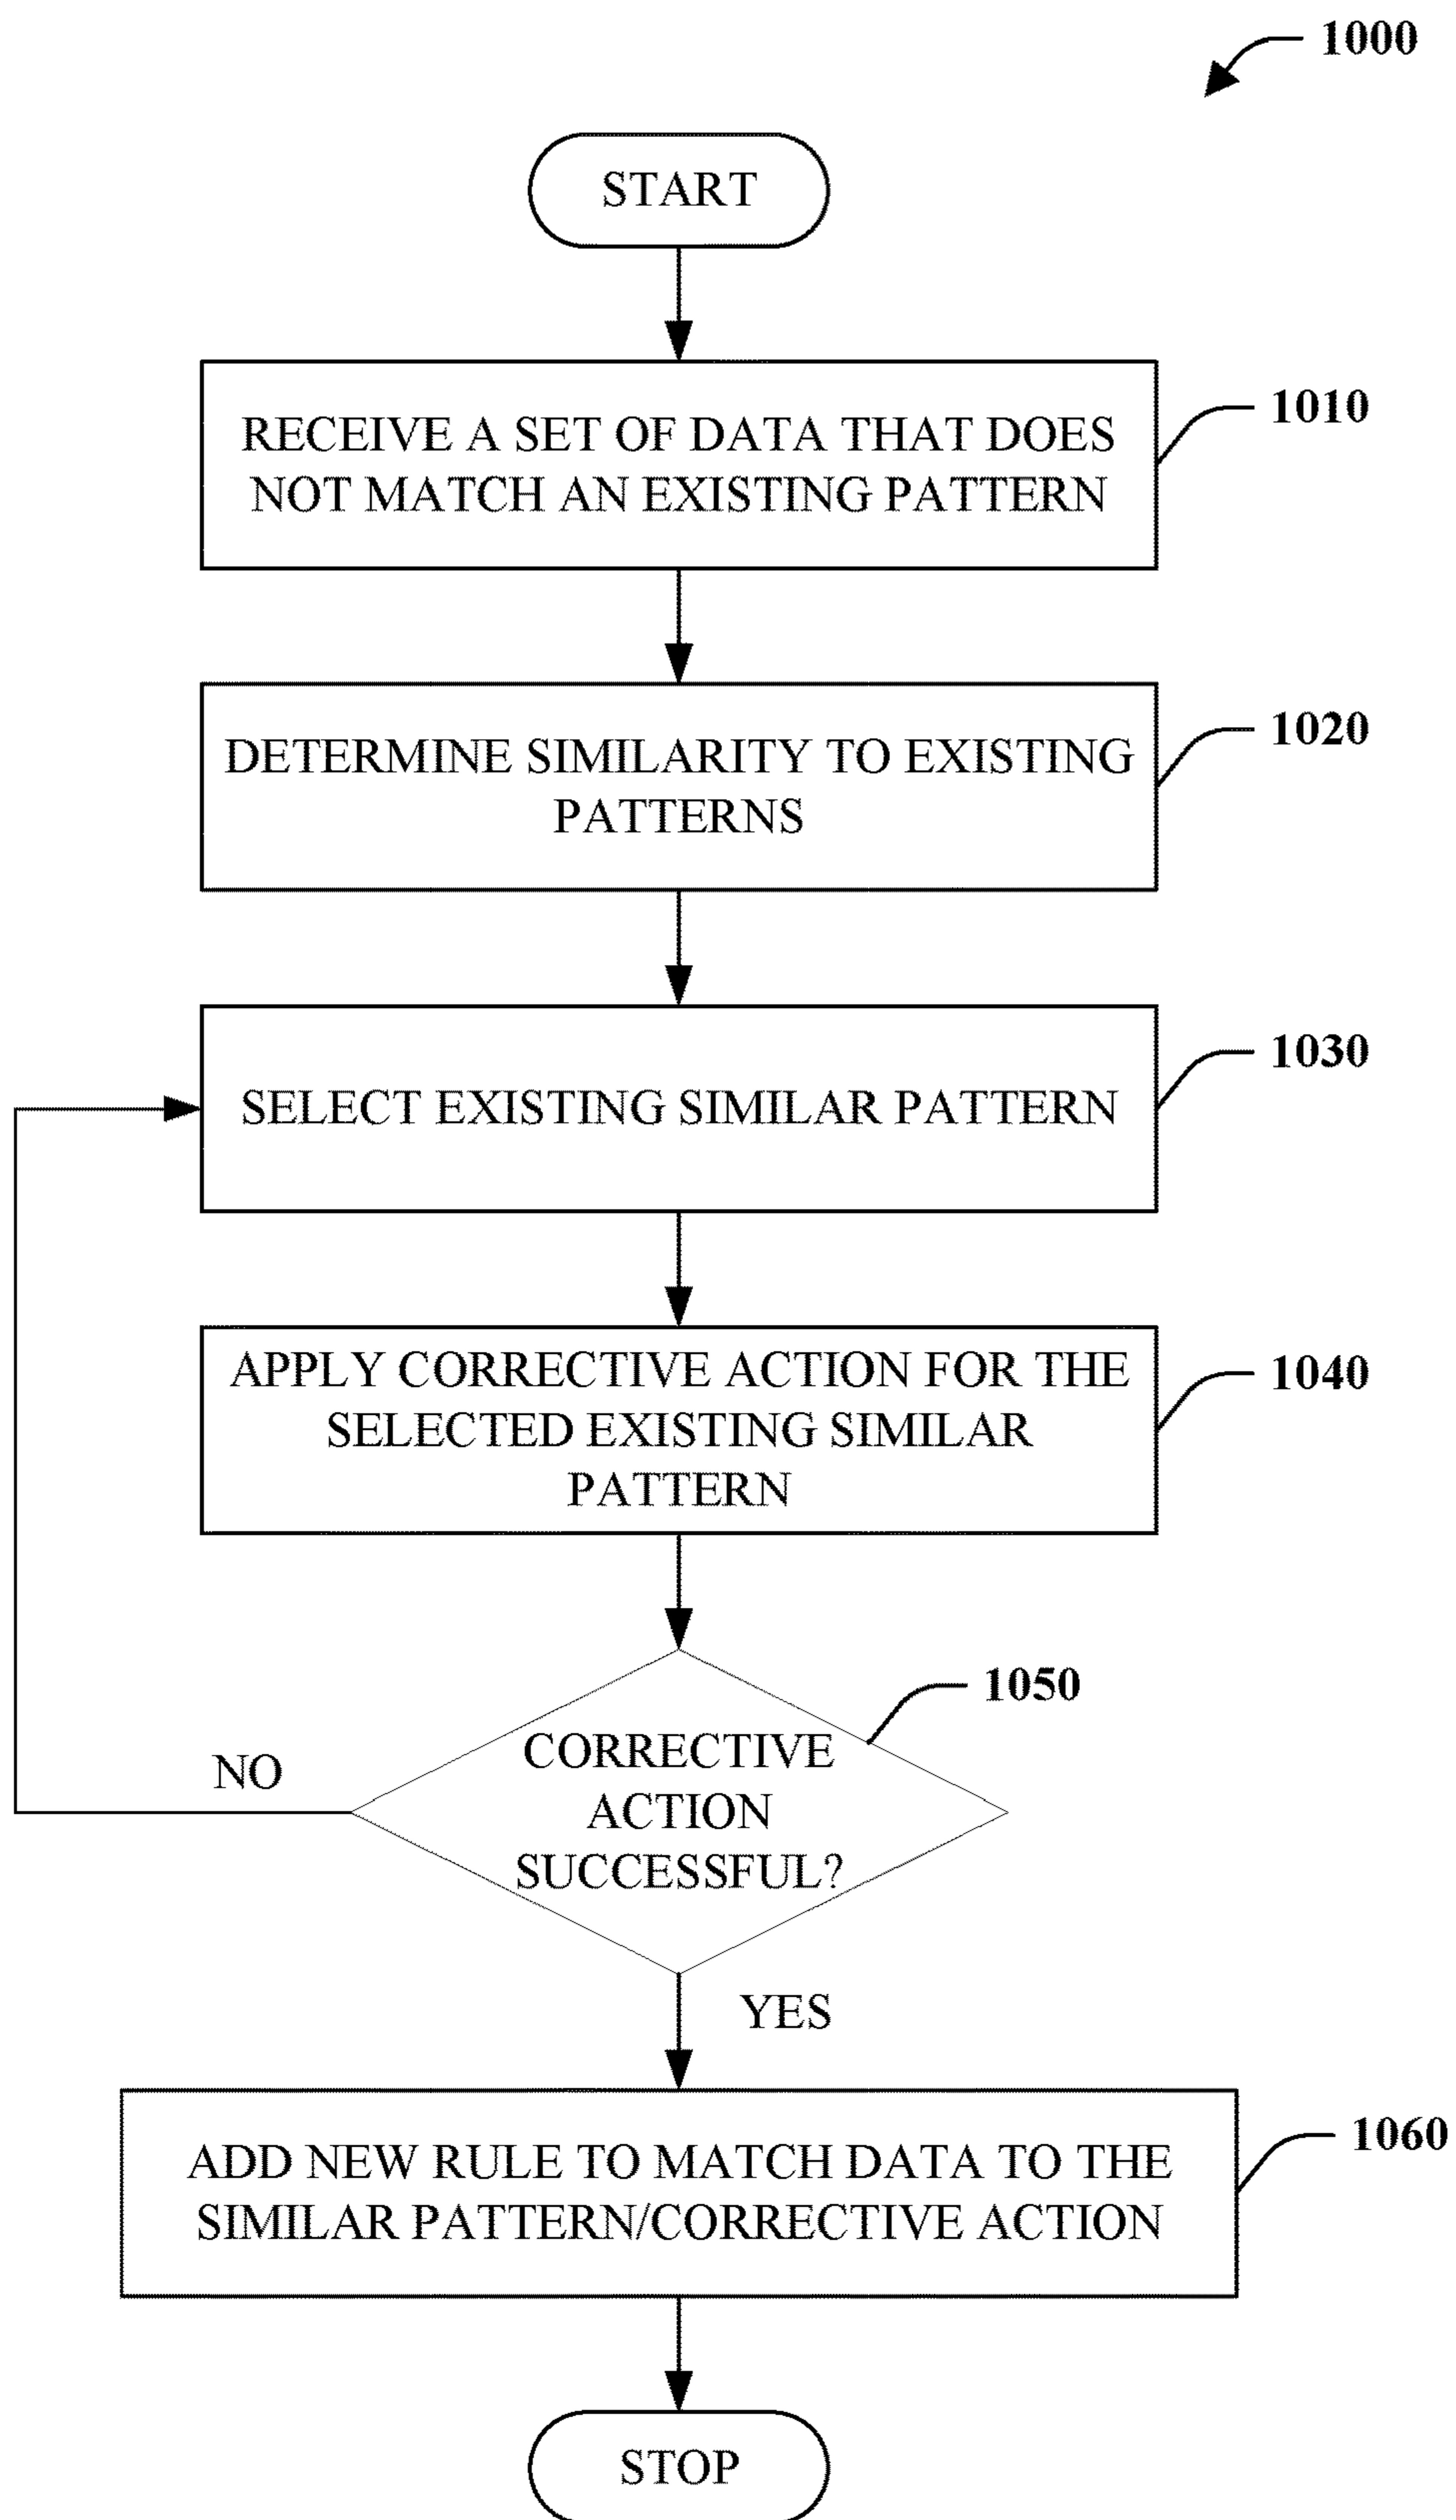 1000
START
RECEIVE A SET OF DATA THAT DOES
NOT MATCH AN EXISTING PATTERN
1010
DETERMINE SIMILARITY TO EXISTING
PATTERNS
1020
SELECT EXISTING SIMILAR PATTERN
1030
APPLY CORRECTIVE ACTION FOR THE
SELECTED EXISTING SIMILAR
PATTERN
1040
CORRECTIVE
ACTION
SUCCESSFUL?
1050
NO
YES
ADD NEW RULE TO MATCH DATA TO THE
SIMILAR PATTERN/CORRECTIVE ACTION
1060
STOP